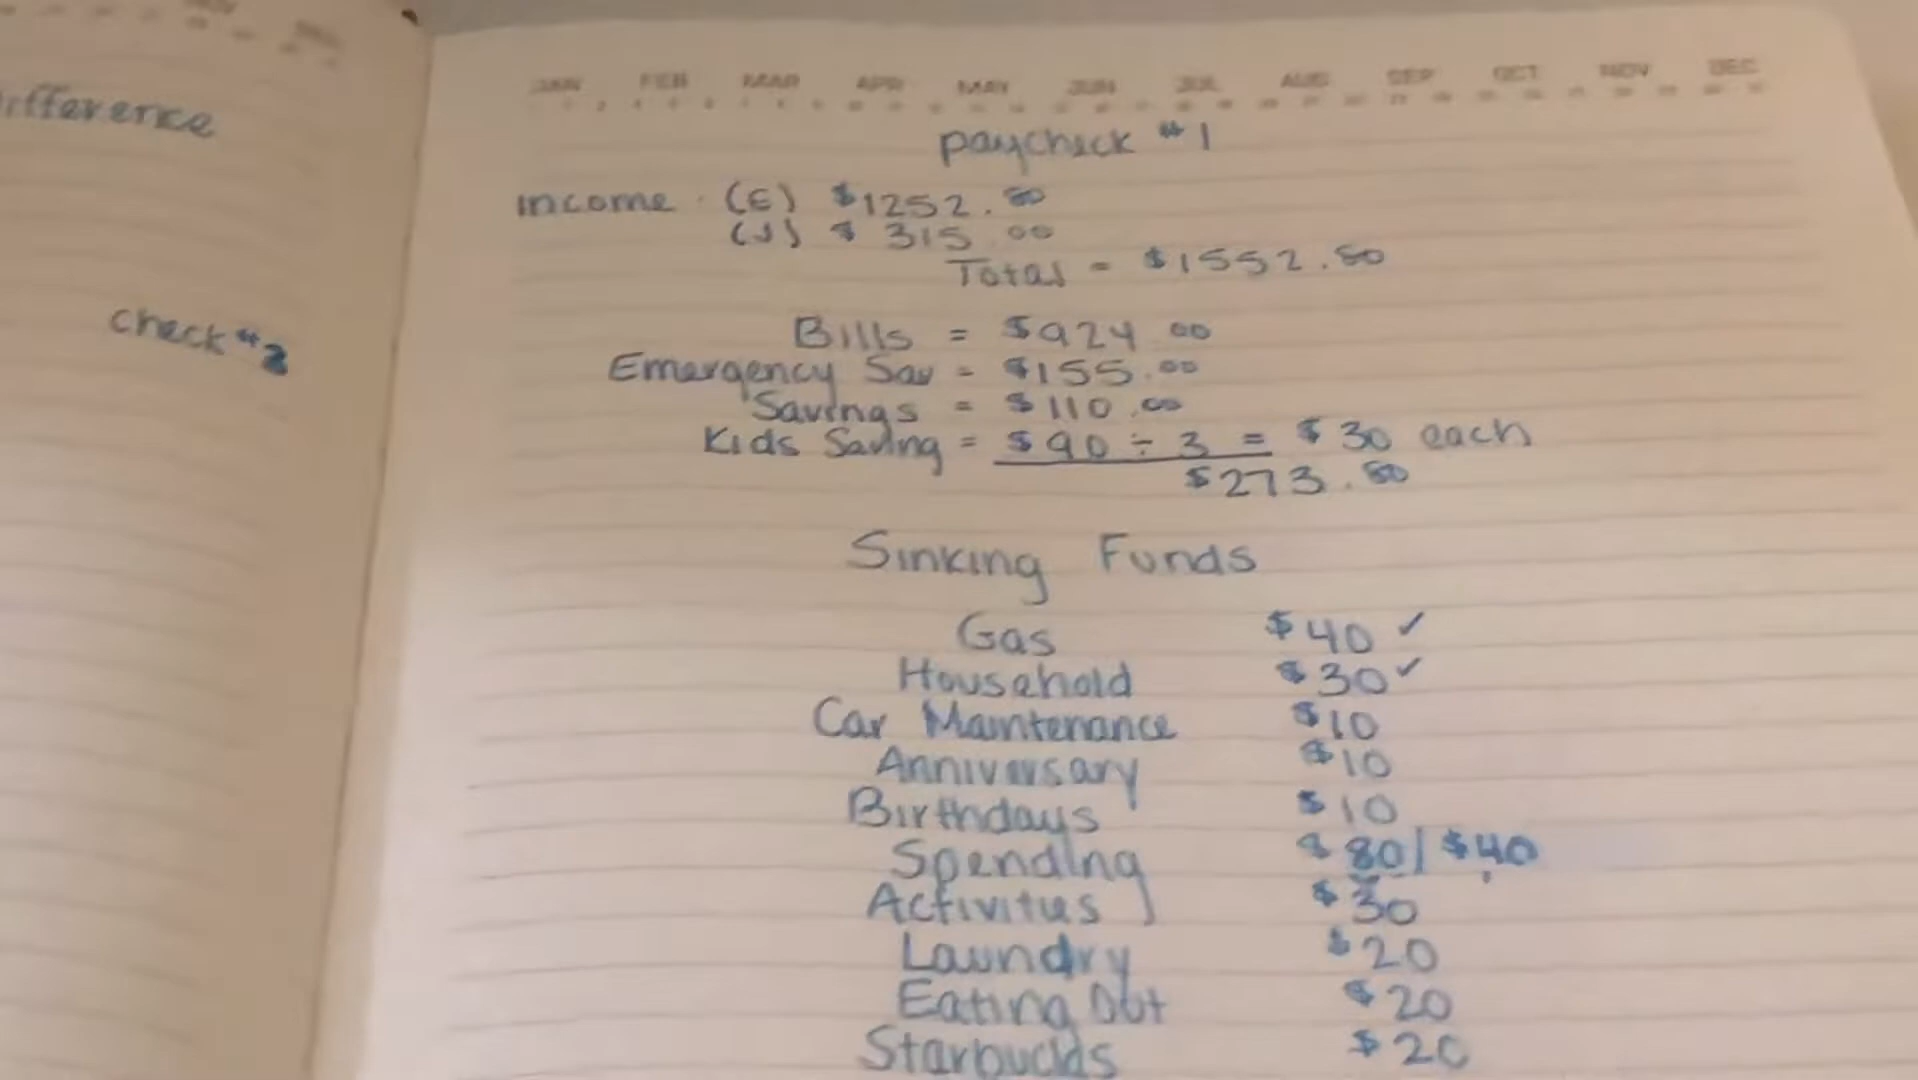 ifference
check #2
JAN FEB MAR APR MAY JUN JUL AUG SEP OCT NOV DEC
paycheck #1
income (E) $1252.80
(J) $315 00
Total = $1552.80
Bills = $924 00
Emergency Sav = $155.00
Savings = $110.00
Kids Saving = $90 ÷ 3 = $30 each
$273.80
Sinking Funds
Gas $40 ✓
Household $30 ✓
Car Maintenance $10
Anniversary $10
Birthdays $10
Spending $80/$40
Activities $30
Laundry $20
Eating Out $20
Starbucks $20